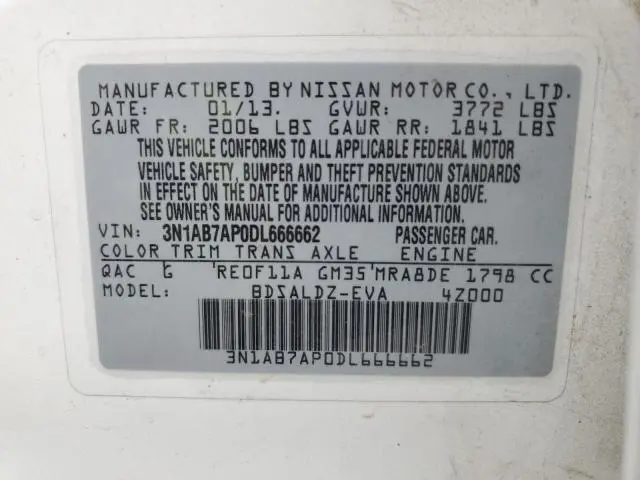 MANUFACTURED BY NISSAN MOTOR CO., LTD.
DATE: 01/13. GVWR: 3772 LBS
GAWR FR: 2006 LBS GAWR RR: 1841 LBS
THIS VEHICLE CONFORMS TO ALL APPLICABLE FEDERAL MOTOR
VEHICLE SAFETY, BUMPER AND THEFT PREVENTION STANDARDS
IN EFFECT ON THE DATE OF MANUFACTURE SHOWN ABOVE.
SEE OWNER'S MANUAL FOR ADDITIONAL INFORMATION.
VIN: 3N1AB7AP0DL666662 PASSENGER CAR.
COLOR TRIM TRANS AXLE ENGINE
QAC G 'RE0F11A GM35'MRA8DE 1798 CC
MODEL: BDSALDZ-EVA 4Z000
3N1AB7AP0DL666662